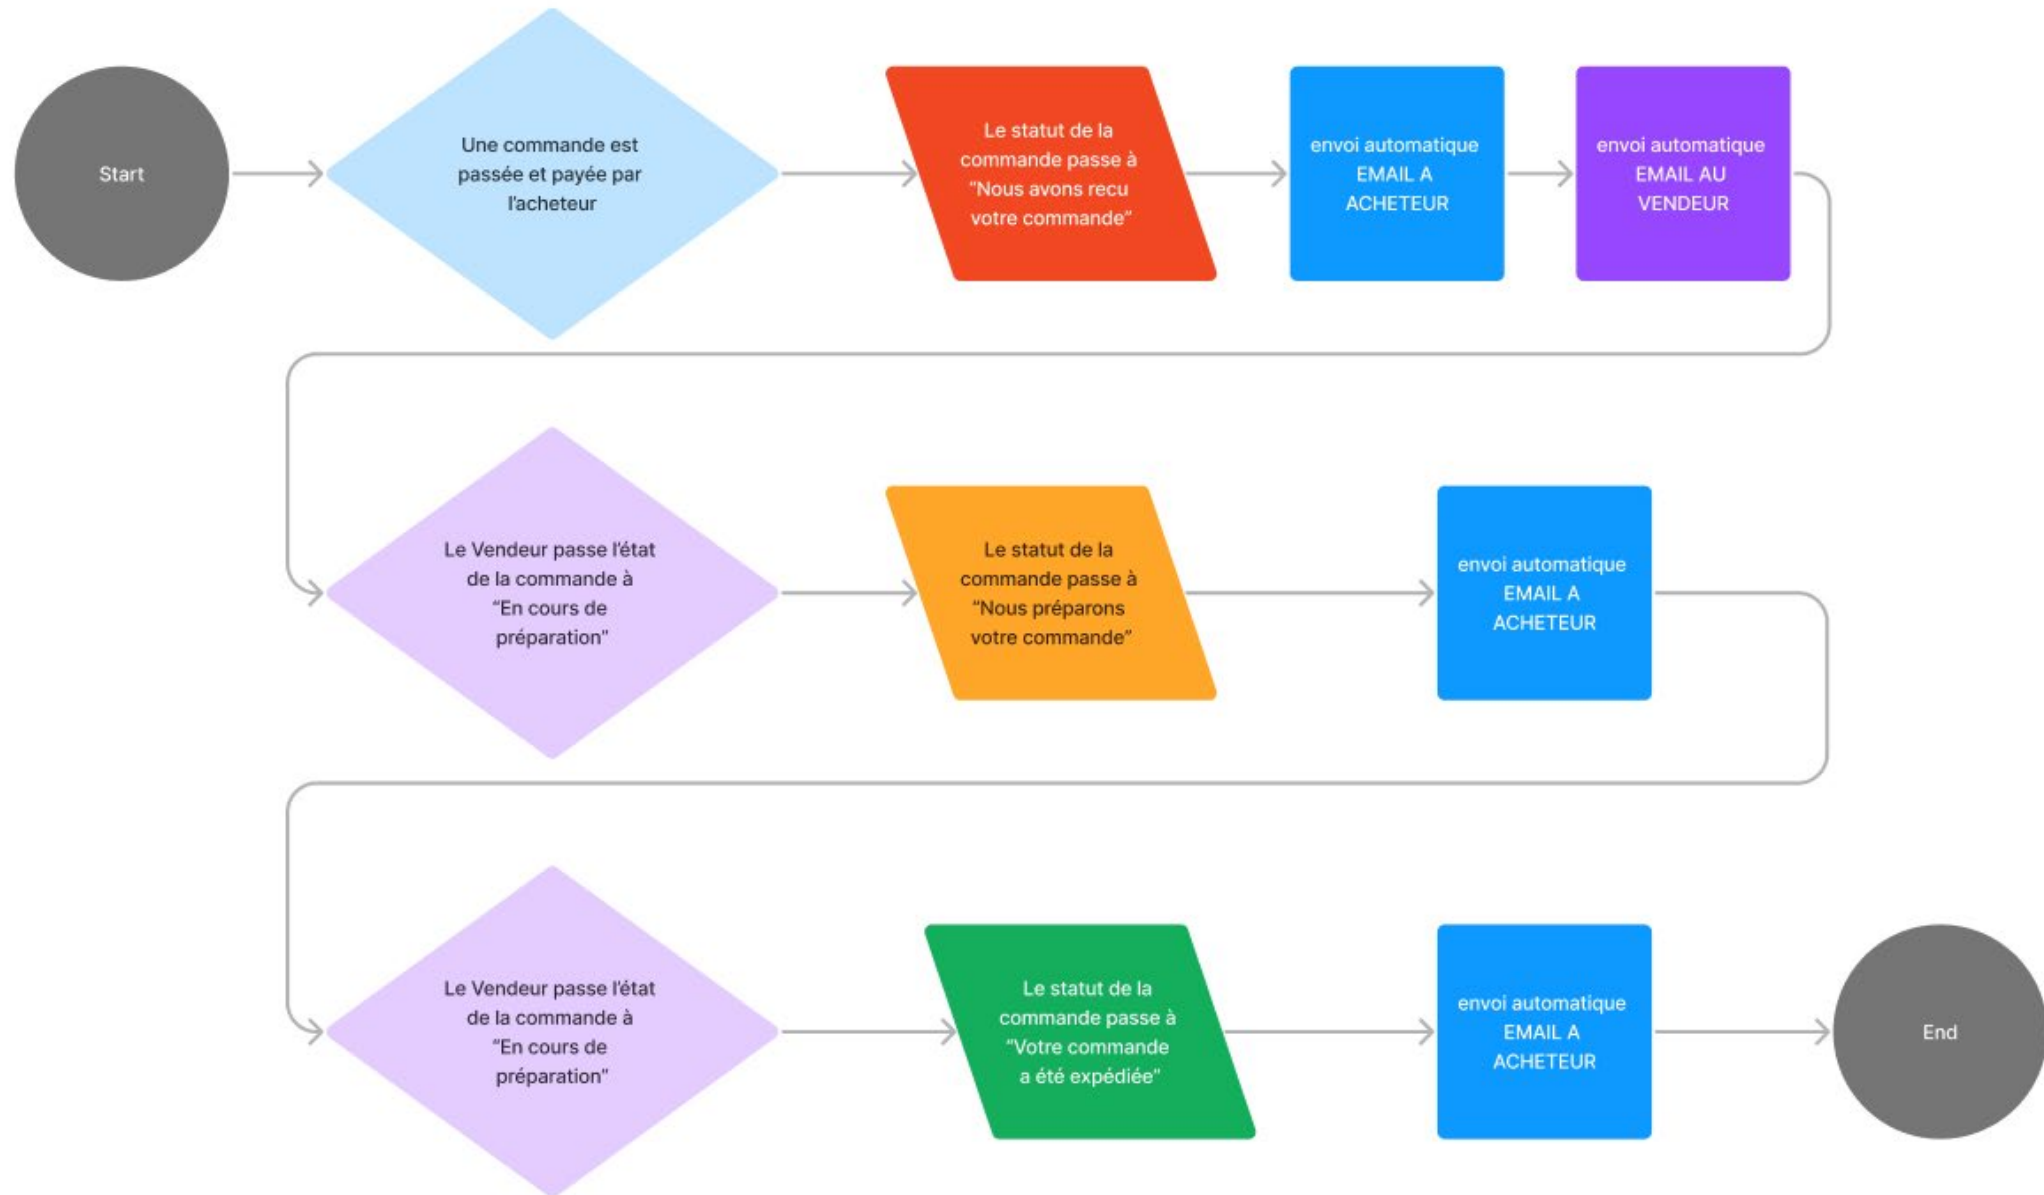 Start
Une commande est
passée et payée par
l’acheteur
Le statut de la
commande passe à
“Nous avons recu
votre commande”
envoi automatique
EMAIL A
ACHETEUR
envoi automatique
EMAIL AU
VENDEUR
Le Vendeur passe l’état
de la commande à
“En cours de
préparation”
Le statut de la
commande passe à
“Nous préparons
votre commande”
envoi automatique
EMAIL A
ACHETEUR
Le Vendeur passe l’état
de la commande à
“En cours de
préparation”
Le statut de la
commande passe à
“Votre commande
a été expédiée”
envoi automatique
EMAIL A
ACHETEUR
End